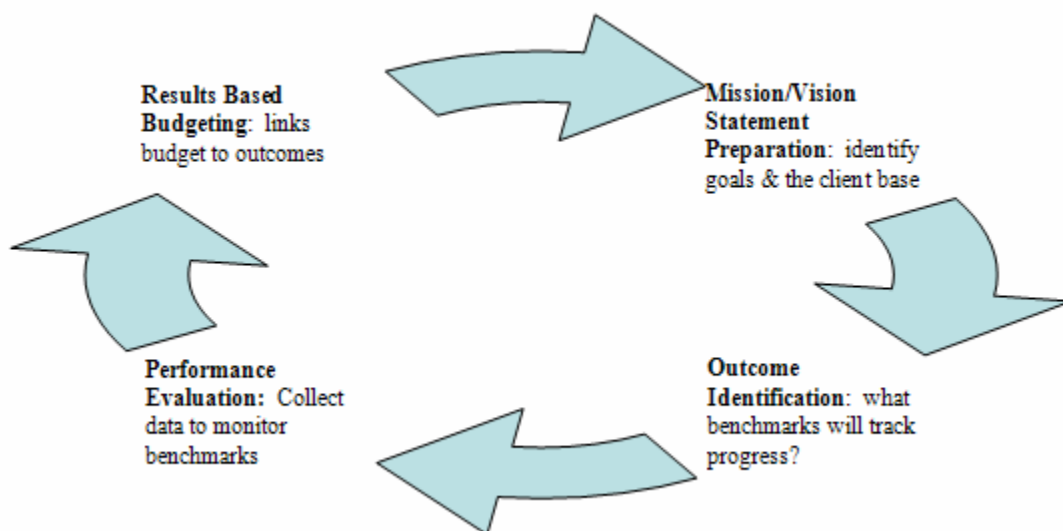 Results Based
Budgeting:  links
budget to outcomes
Mission/Vision
Statement
Preparation:  identify
goals & the client base
Performance
Evaluation:  Collect
data to monitor
benchmarks
Outcome
Identification:  what
benchmarks will track
progress?